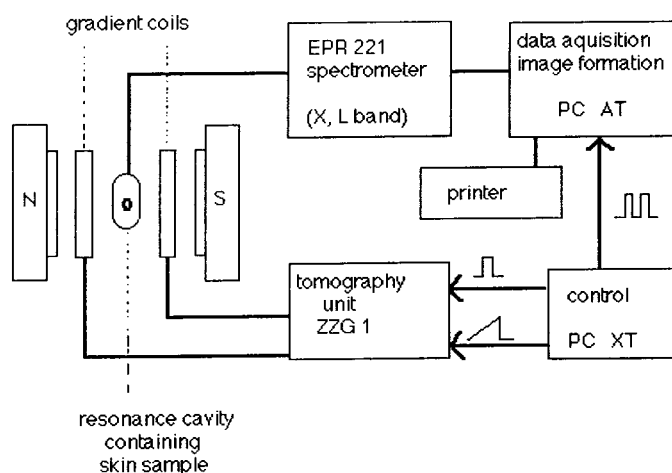 gradient coils
EPR 221
spectrometer
(X, L band)
data aquisition
image formation
PC AT
N
S
printer
tomography
unit
ZZG 1
control
PC XT
resonance cavity
containing
skin sample